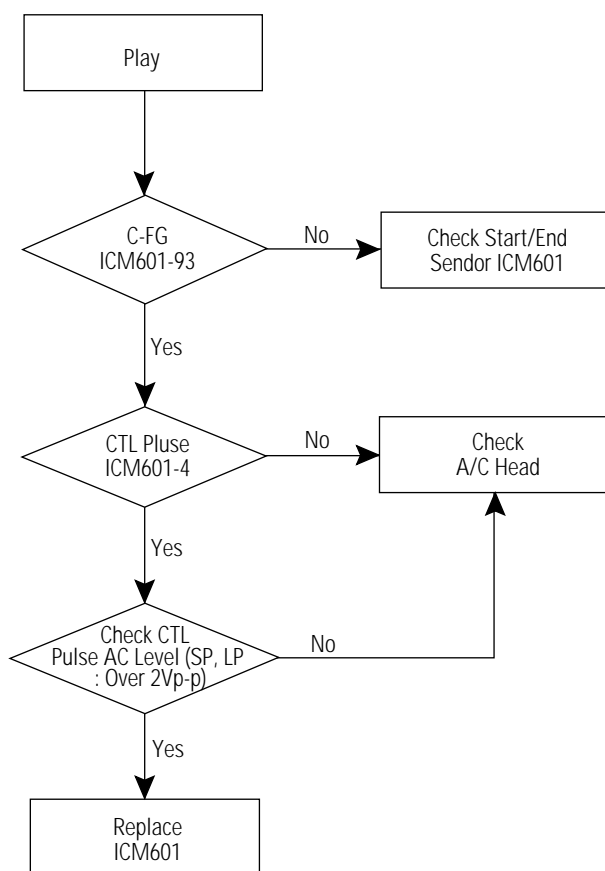 Play
C-FG
ICM601-93
No
Check Start/End
Sendor ICM601
Yes
CTL Pluse
ICM601-4
No
Check
A/C Head
Yes
Check CTL
Pulse AC Level (SP, LP
: Over 2Vp-p)
No
Yes
Replace
ICM601